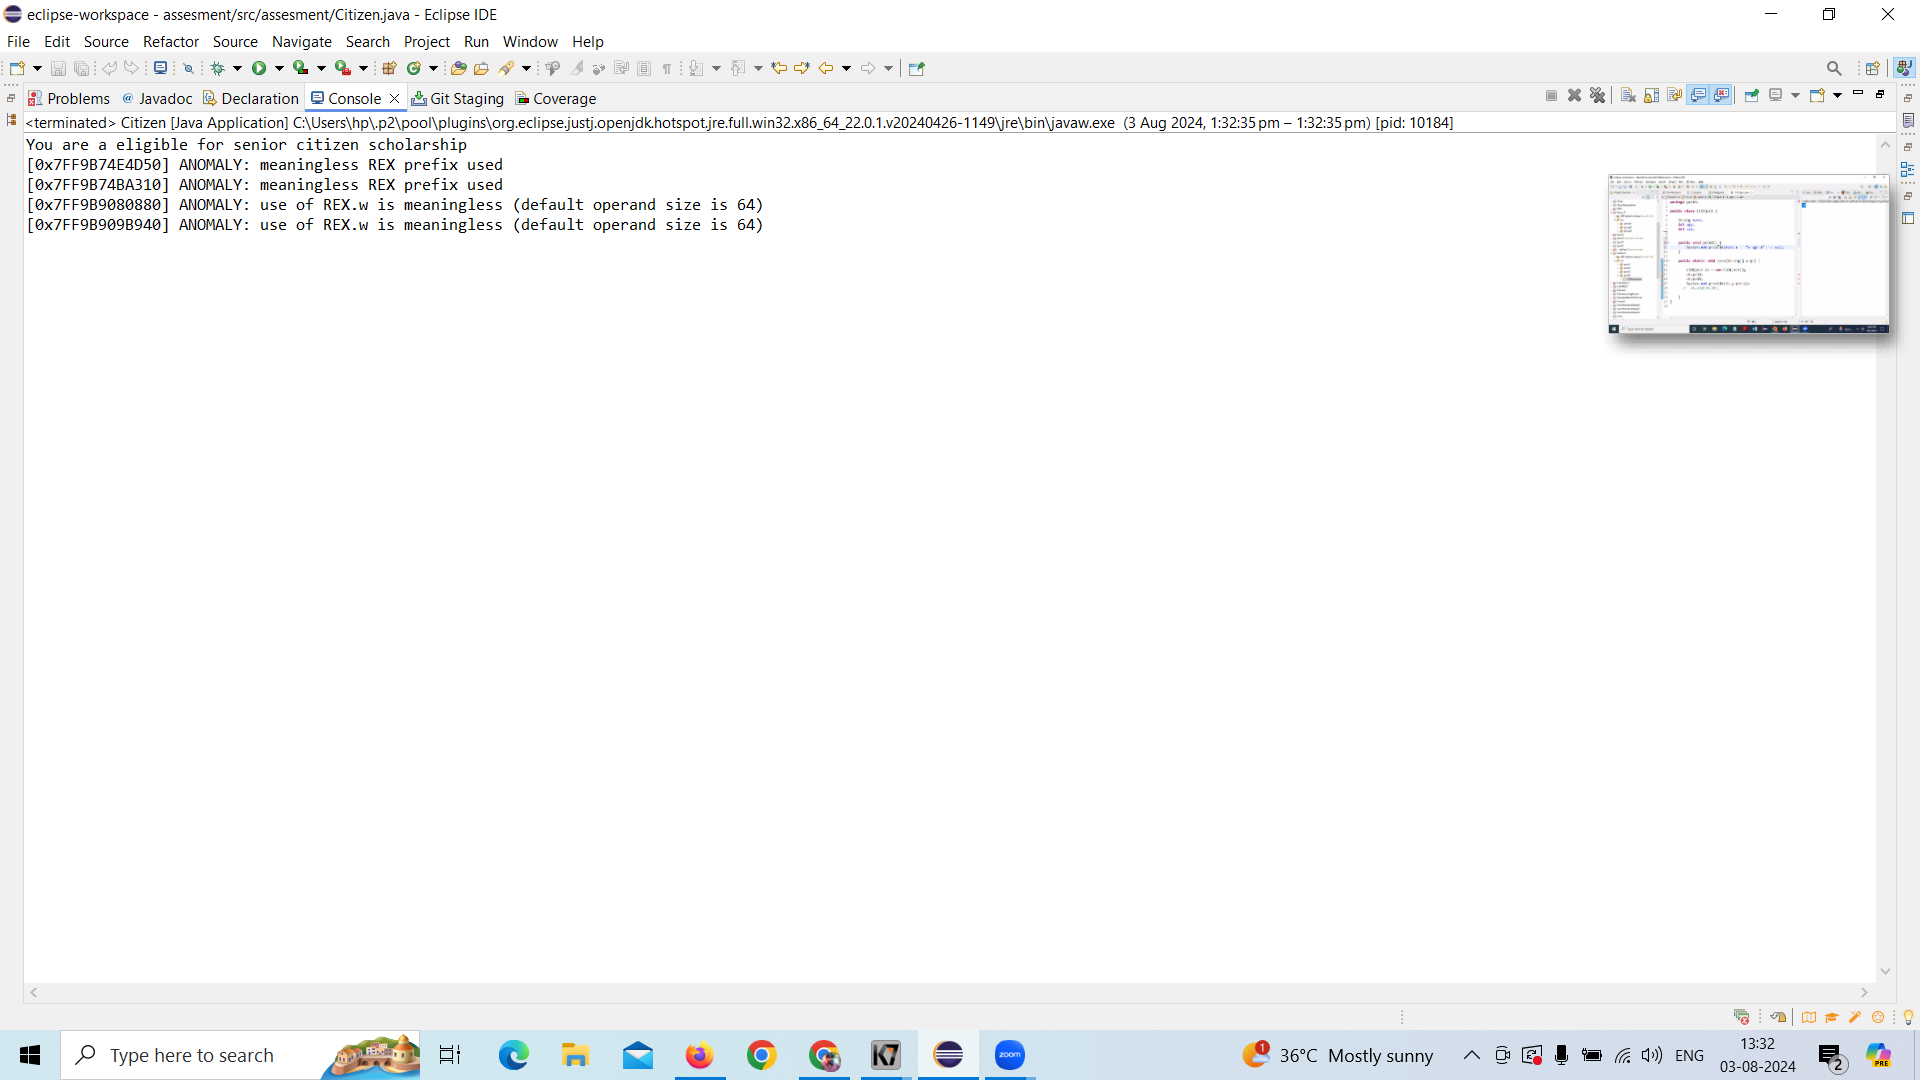 eclipse-workspace - assesment/src/assesment/Citizen.java - Eclipse IDE
File Edit Source Refactor Source Navigate Search Project Run Window Help
Problems @ Javadoc Declaration Console Git Staging Coverage
<terminated> Citizen [Java Application] C:\Users\hp\.p2\pool\plugins\org.eclipse.justj.openjdk.hotspot.jre.full.win32.x86_64_22.0.1.v20240426-1149\jre\bin\javaw.exe (3 Aug 2024, 1:32:35 pm – 1:32:35 pm) [pid: 10184]
You are a eligible for senior citizen scholarship
[0x7FF9B74E4D50] ANOMALY: meaningless REX prefix used
[0x7FF9B74BA310] ANOMALY: meaningless REX prefix used
[0x7FF9B9080880] ANOMALY: use of REX.w is meaningless (default operand size is 64)
[0x7FF9B909B940] ANOMALY: use of REX.w is meaningless (default operand size is 64)
Type here to search
K7
zoom
1
36°C Mostly sunny
ENG
13:32
03-08-2024
2
PRE